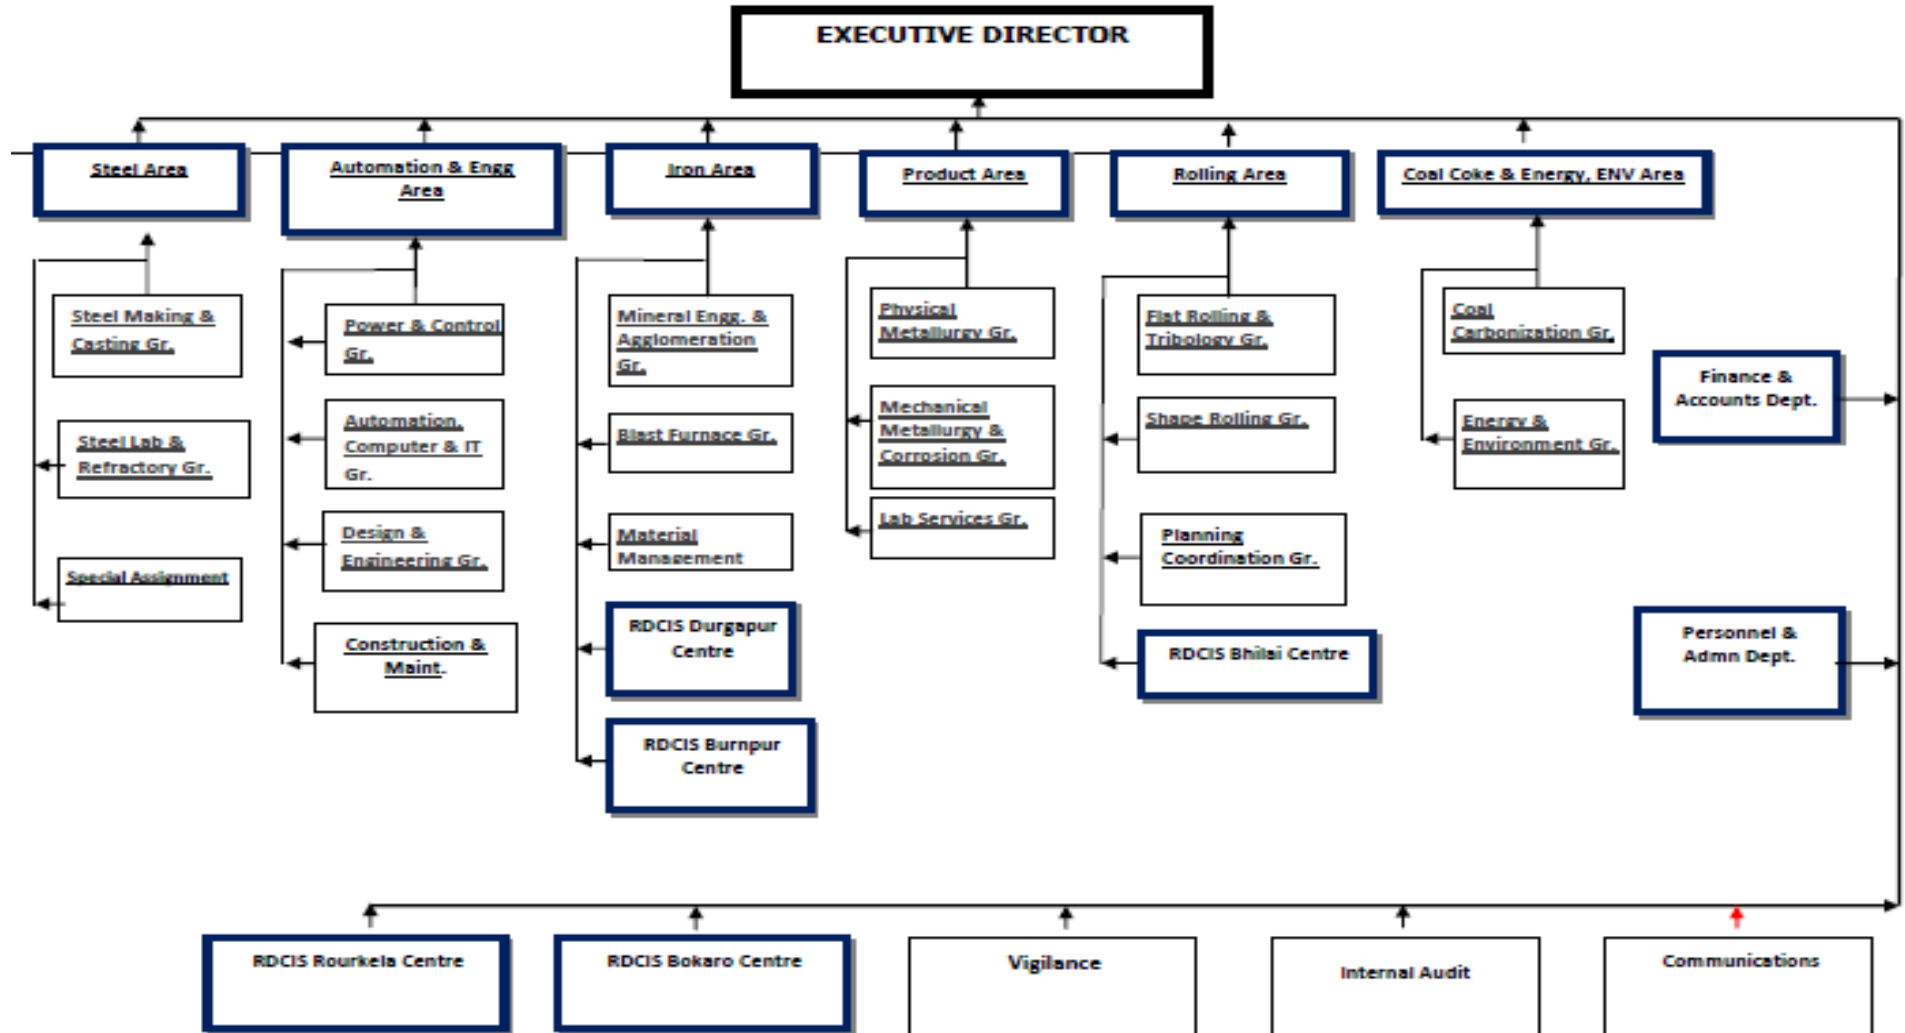 EXECUTIVE DIRECTOR
Steel Area
Automation & Engg
Area
Iron Area
Product Area
Rolling Area
Coal Coke & Energy, ENV Area
Steel Making &
Casting Gr.
Steel Lab &
Refractory Gr.
Special Assignment
Power & Control
Gr.
Automation,
Computer & IT
Gr.
Design &
Engineering Gr.
Construction &
Maint.
Mineral Engg. &
Agglomeration
Gr.
Blast Furnace Gr.
Material
Management
RDCIS Durgapur
Centre
RDCIS Burnpur
Centre
Physical
Metallurgy Gr.
Mechanical
Metallurgy &
Corrosion Gr.
Lab Services Gr.
Flat Rolling &
Tribology Gr.
Shape Rolling Gr.
Planning
Coordination Gr.
RDCIS Bhilai Centre
Coal
Carbonization Gr.
Energy &
Environment Gr.
Finance &
Accounts Dept.
Personnel &
Admn Dept.
RDCIS Rourkela Centre
RDCIS Bokaro Centre
Vigilance
Internal Audit
Communications